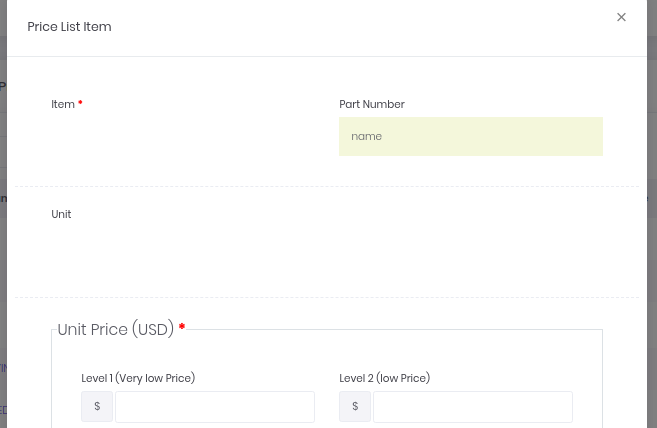 Price List Item
×
Item *
Part Number
name
Unit
Unit Price (USD) *
Level 1 (Very low Price)
Level 2 (low Price)
$
$